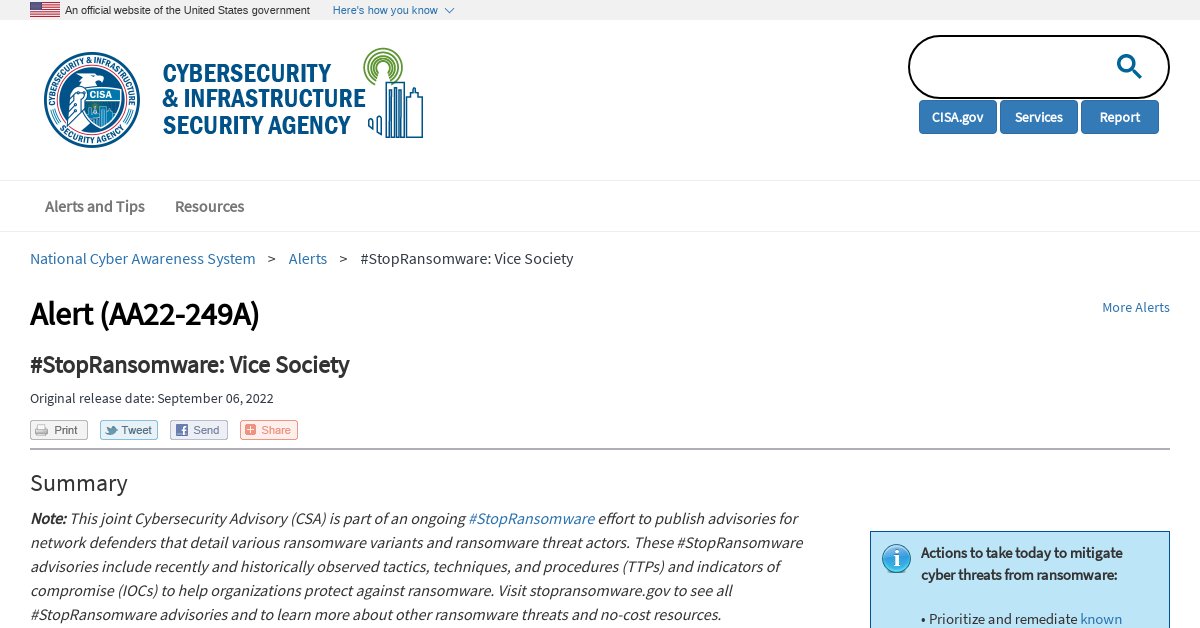 An official website of the United States government Here's how you know
CYBERSECURITY & INFRASTRUCTURE
CISA
SECURITY AGENCY
CYBERSECURITY
& INFRASTRUCTURE
SECURITY AGENCY
CISA.gov Services Report
Alerts and Tips Resources
National Cyber Awareness System > Alerts > #StopRansomware: Vice Society
Alert (AA22-249A)
More Alerts
#StopRansomware: Vice Society
Original release date: September 06, 2022
Print Tweet Send Share
Summary
Note: This joint Cybersecurity Advisory (CSA) is part of an ongoing #StopRansomware effort to publish advisories for
network defenders that detail various ransomware variants and ransomware threat actors. These #StopRansomware
advisories include recently and historically observed tactics, techniques, and procedures (TTPs) and indicators of
compromise (IOCs) to help organizations protect against ransomware. Visit stopransomware.gov to see all
#StopRansomware advisories and to learn more about other ransomware threats and no-cost resources.
Actions to take today to mitigate
cyber threats from ransomware:
• Prioritize and remediate known